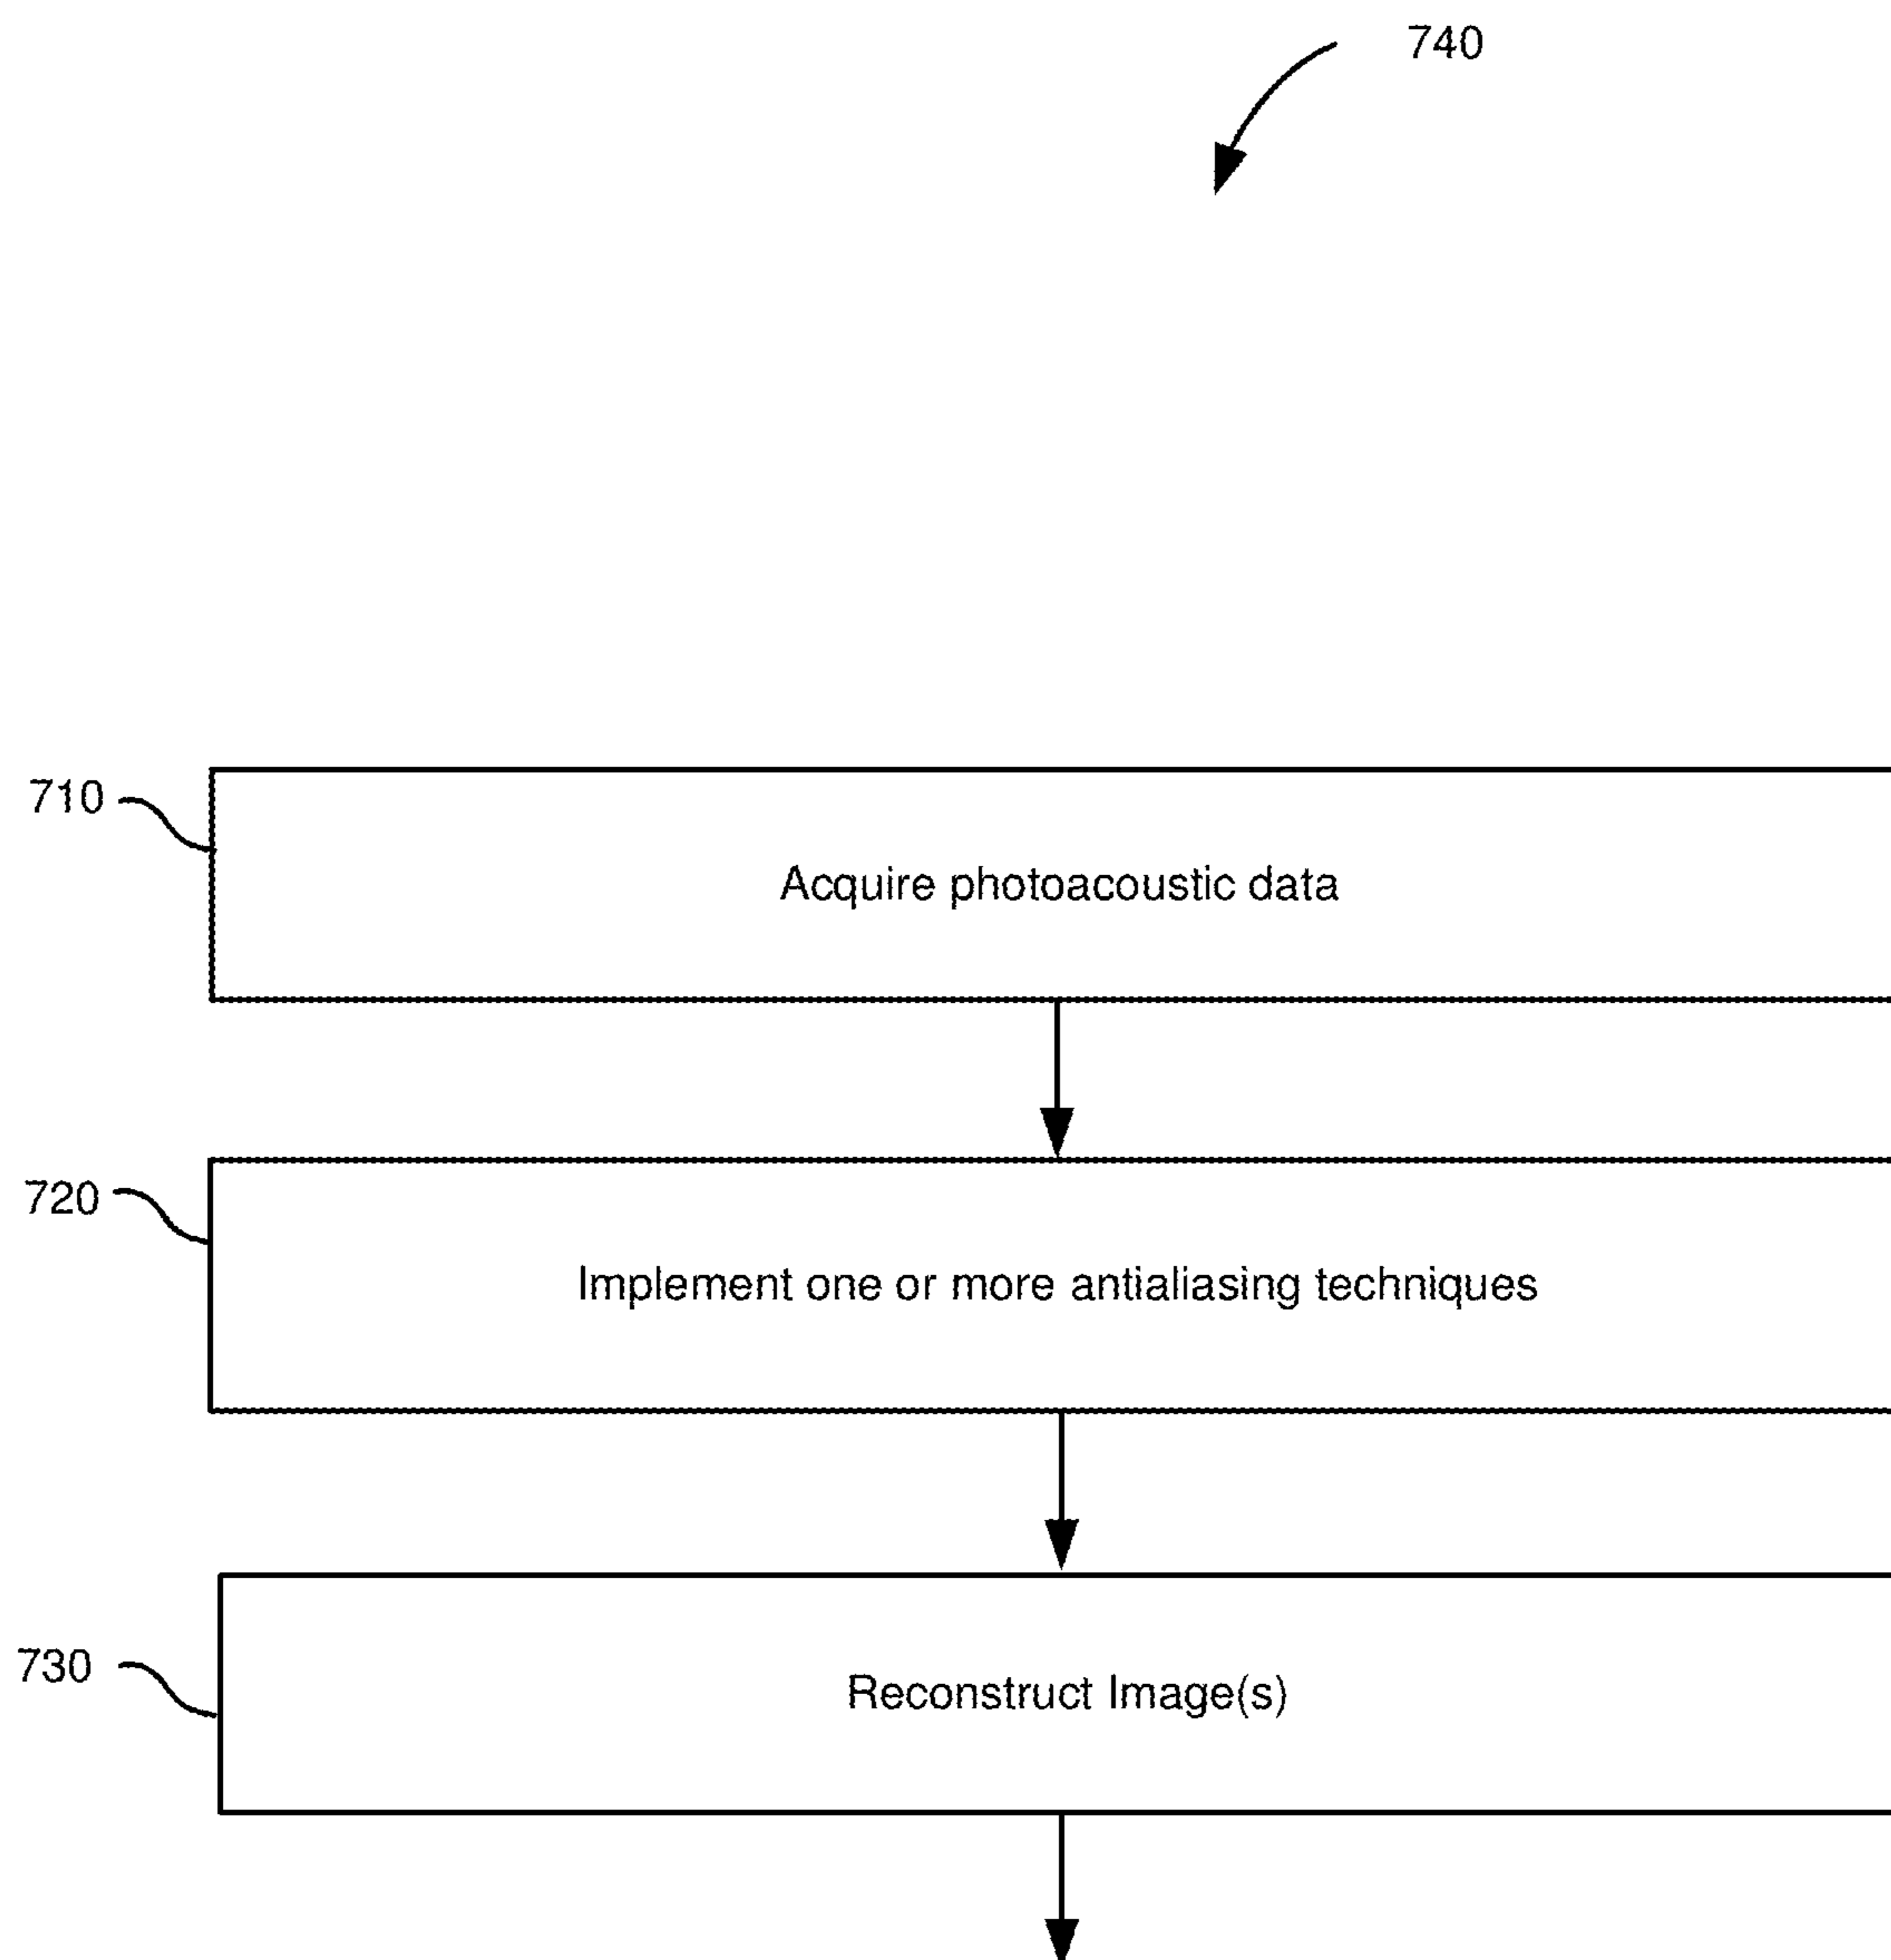 740
710
Acquire photoacoustic data
720
Implement one or more antialiasing techniques
730
Reconstruct Image(s)